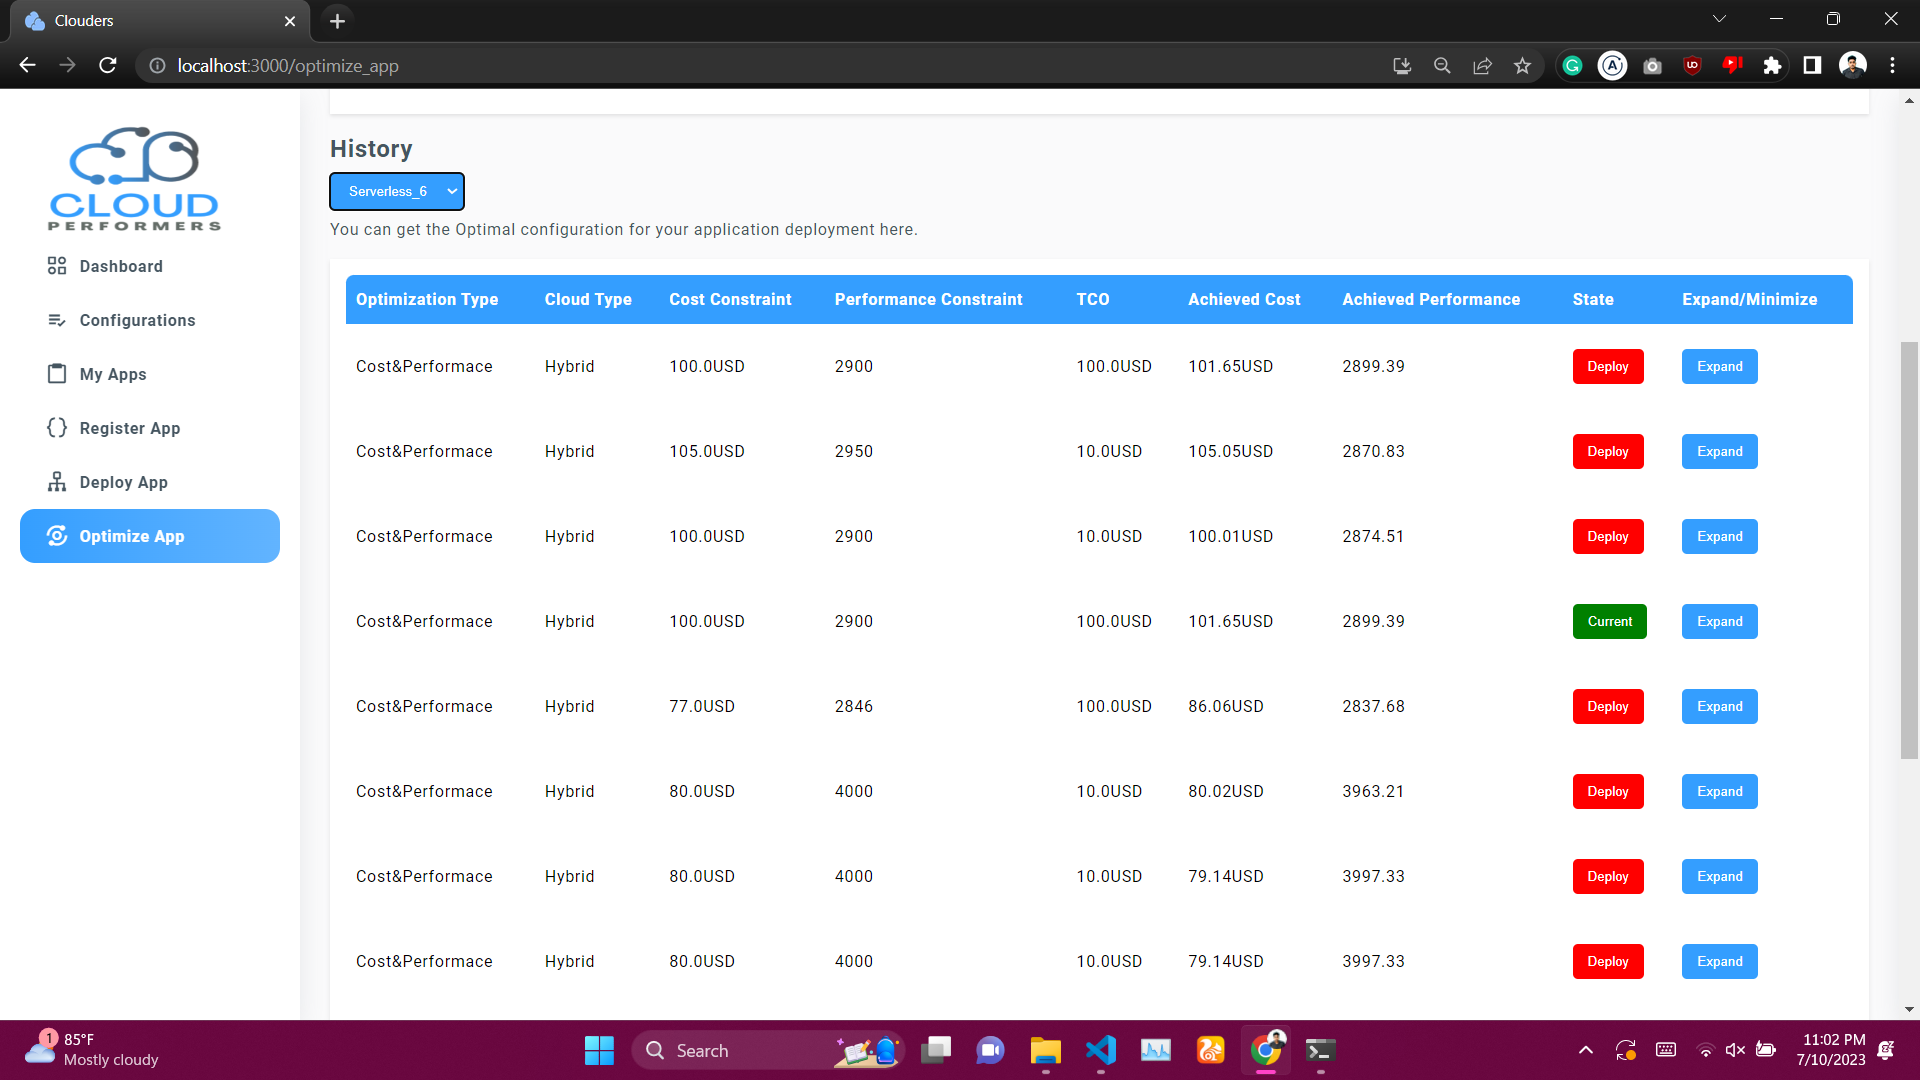 Clouders
localhost:3000/optimize_app
CLOUD
PERFORMERS
Dashboard
Configurations
My Apps
Register App
Deploy App
Optimize App
History
Serverless_6
You can get the Optimal configuration for your application deployment here.
Optimization Type Cloud Type Cost Constraint Performance Constraint TCO Achieved Cost Achieved Performance State Expand/Minimize
Cost&Performace Hybrid 100.0USD 2900 100.0USD 101.65USD 2899.39 Deploy Expand
Cost&Performace Hybrid 105.0USD 2950 10.0USD 105.05USD 2870.83 Deploy Expand
Cost&Performace Hybrid 100.0USD 2900 10.0USD 100.01USD 2874.51 Deploy Expand
Cost&Performace Hybrid 100.0USD 2900 100.0USD 101.65USD 2899.39 Current Expand
Cost&Performace Hybrid 77.0USD 2846 100.0USD 86.06USD 2837.68 Deploy Expand
Cost&Performace Hybrid 80.0USD 4000 10.0USD 80.02USD 3963.21 Deploy Expand
Cost&Performace Hybrid 80.0USD 4000 10.0USD 79.14USD 3997.33 Deploy Expand
Cost&Performace Hybrid 80.0USD 4000 10.0USD 79.14USD 3997.33 Deploy Expand
1
85°F
Mostly cloudy
Search
11:02 PM
7/10/2023